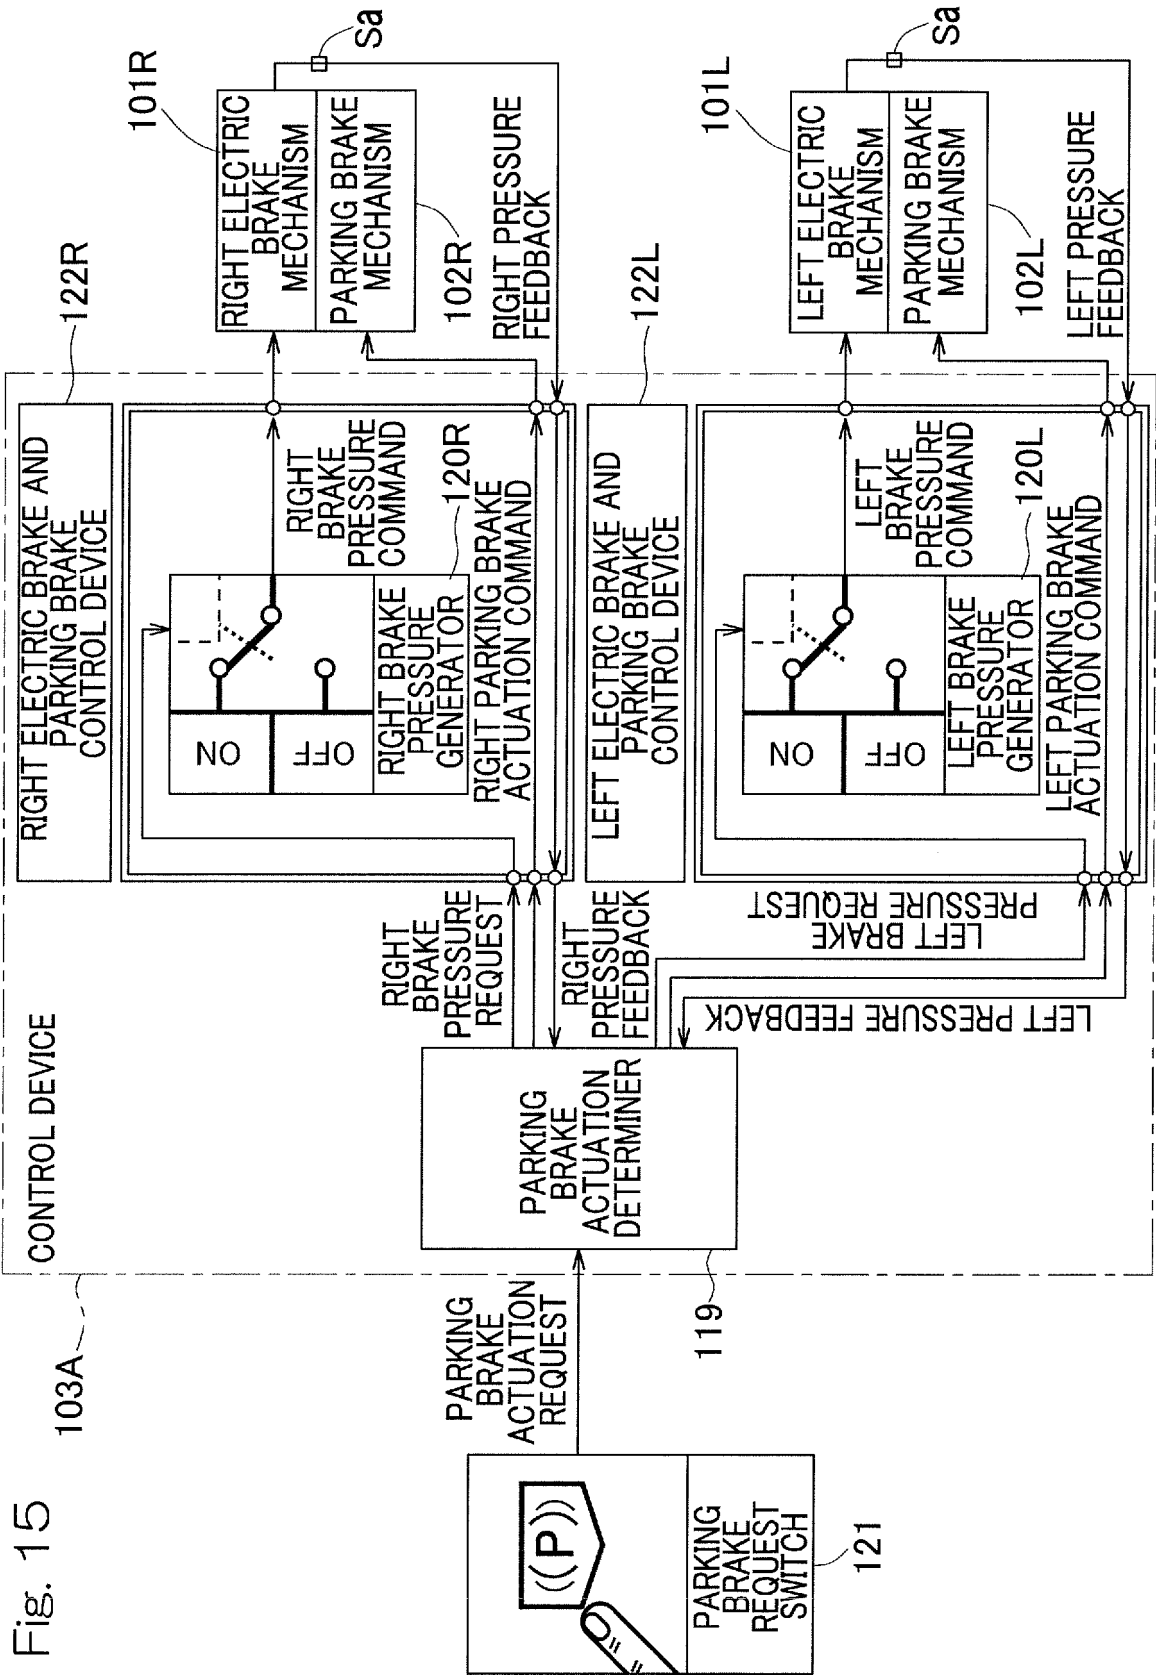 Fig. 15
103A
CONTROL DEVICE
RIGHT ELECTRIC BRAKE AND
PARKING BRAKE
CONTROL DEVICE
122R
101R
Sa
RIGHT ELECTRIC
BRAKE
MECHANISM
PARKING BRAKE
MECHANISM
102R
RIGHT PRESSURE
FEEDBACK
ON
OFF
RIGHT BRAKE
PRESSURE
GENERATOR
120R
RIGHT
BRAKE
PRESSURE
COMMAND
RIGHT PARKING BRAKE
ACTUATION COMMAND
RIGHT
BRAKE
PRESSURE
REQUEST
RIGHT
PRESSURE
FEEDBACK
PARKING
BRAKE
ACTUATION
DETERMINER
119
PARKING
BRAKE
ACTUATION
REQUEST
((P))
PARKING
BRAKE
REQUEST
SWITCH
121
LEFT ELECTRIC BRAKE AND
PARKING BRAKE
CONTROL DEVICE
122L
101L
Sa
LEFT ELECTRIC
BRAKE
MECHANISM
PARKING BRAKE
MECHANISM
102L
LEFT PRESSURE
FEEDBACK
ON
OFF
LEFT BRAKE
PRESSURE
GENERATOR
120L
LEFT
BRAKE
PRESSURE
COMMAND
LEFT PARKING BRAKE
ACTUATION COMMAND
LEFT BRAKE
PRESSURE REQUEST
LEFT PRESSURE FEEDBACK